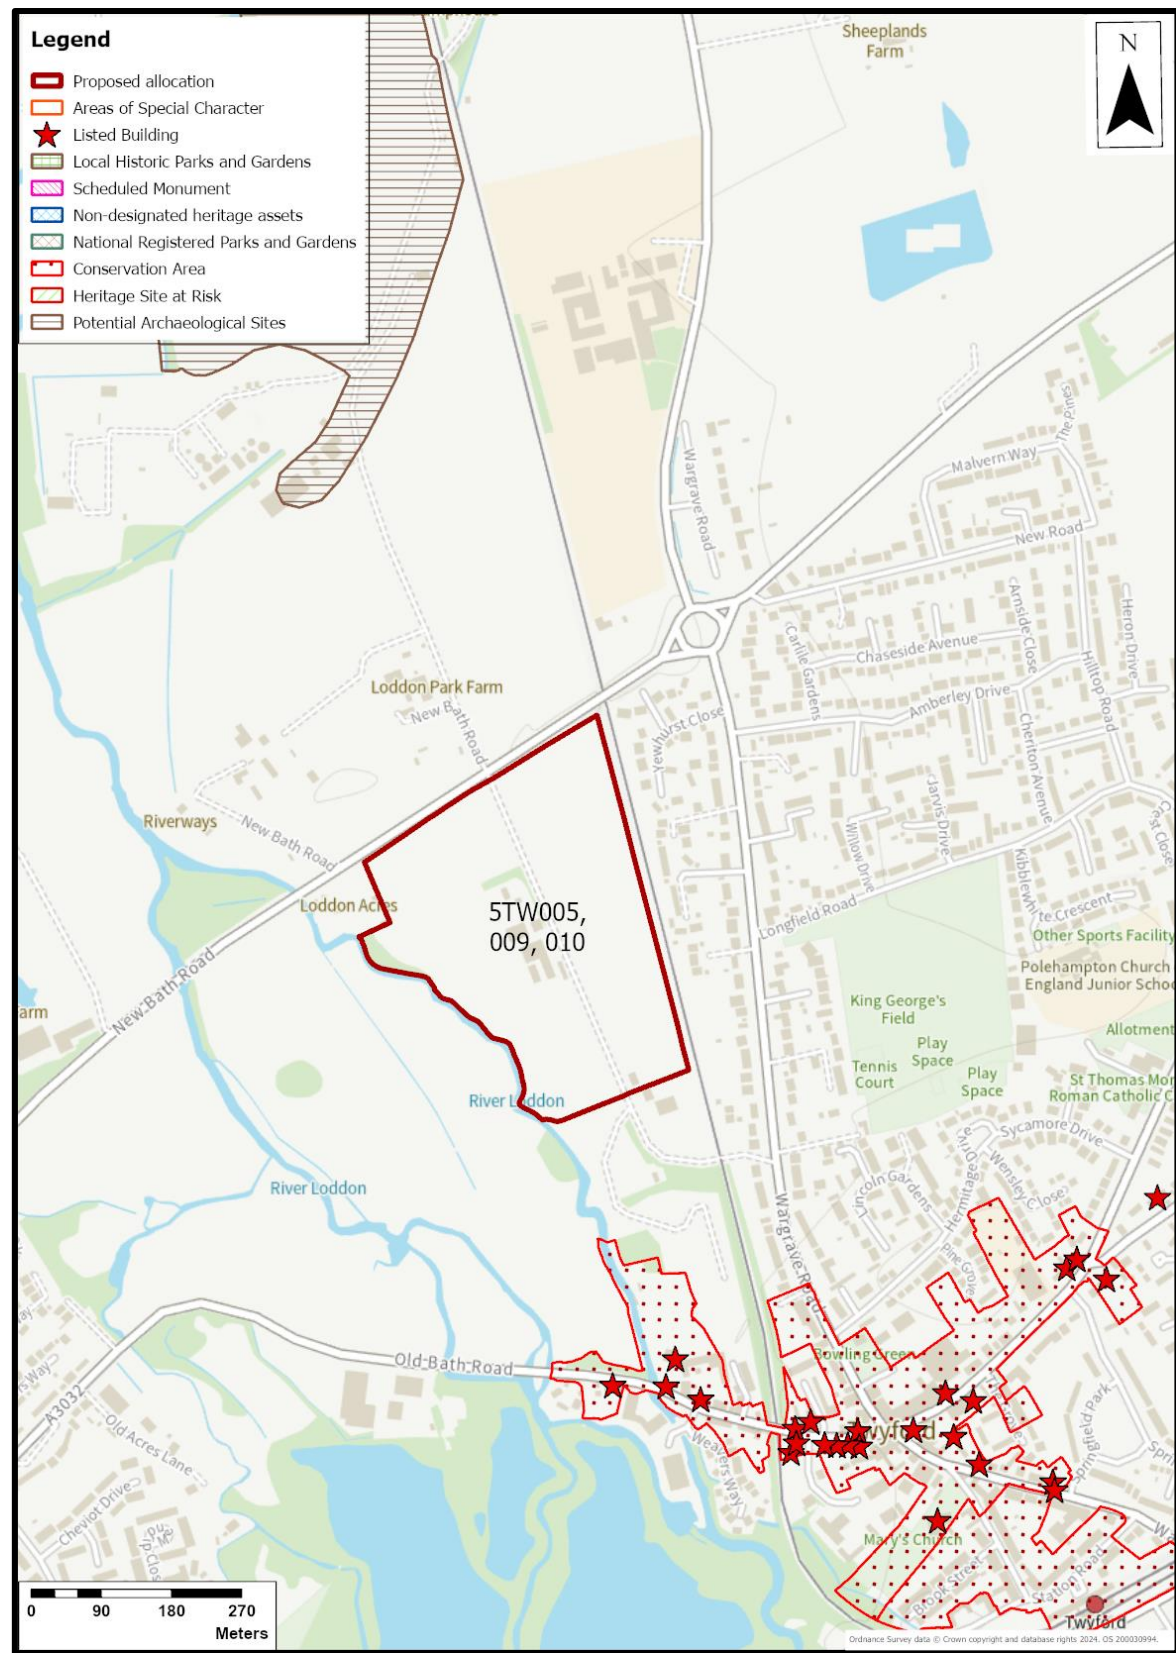 Legend
Proposed allocation
Areas of Special Character
Listed Building
Local Historic Parks and Gardens
Scheduled Monument
Non-designated heritage assets
National Registered Parks and Gardens
Conservation Area
Heritage Site at Risk
Potential Archaeological Sites
N
Sheeplands
Farm
The Pines
Malvern Way
New Road
Wargrave Road
Arnside Close
Heron Drive
Carlile Gardens
Chaseside Avenue
Hilltop Road
Amberley Drive
Loddon Park Farm
New Bath Road
Yewhurst Close
Cheriton Avenue
Jarvis Drive
Willow Drive
Crest Close
Riverways
New Bath Road
Loddon Acres
5TW005,
009, 010
Longfield Road
Kibblewhite Crescent
Other Sports Facility
Polehampton Church
England Junior Schoo
New Bath Road
arm
King George's
Field
Play
Space
Tennis
Court
Play
Space
Allotment
St Thomas Mor
Roman Catholic C
River Loddon
Sycamore Drive
Hermitage Drive
Wensley Close
Lincoln Gardens
River Loddon
Wargrave Road
Pine Grove
Bowling Green
Old Bath Road
A3032
Old Acres Lane
Cheviot Drive
Weavers Way
Twyford
Springfield Park
Mary's Church
Brook Street
Station Road
Twyford
0 90 180 270
Meters
Ordnance Survey data © Crown copyright and database rights 2024. OS 200030994.